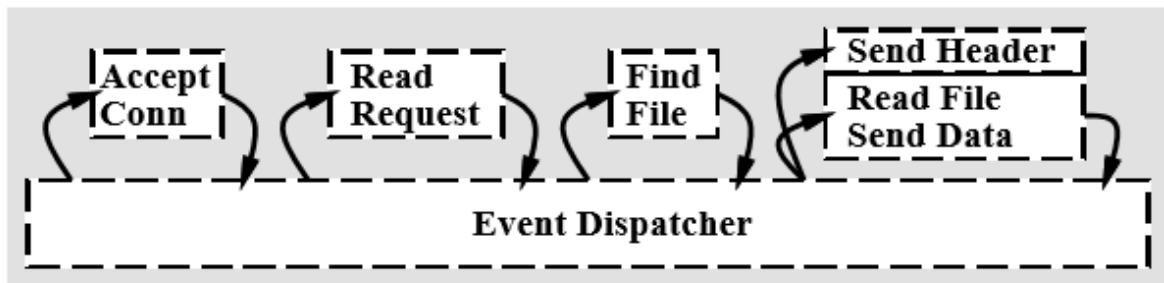 Accept
Conn
Read
Request
Find
File
Send Header
Read File
Send Data
Event Dispatcher